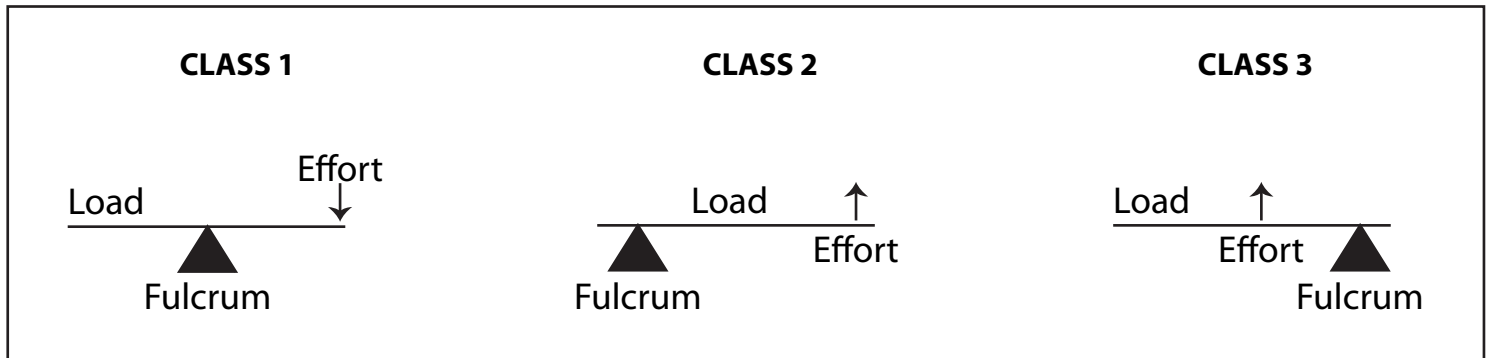 CLASS 1
CLASS 2
CLASS 3
Effort
Load
Fulcrum
Load
Effort
Fulcrum
Load
Effort
Fulcrum